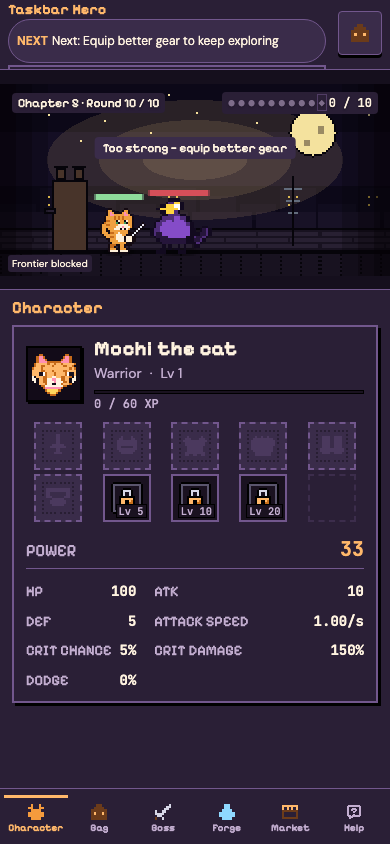 Taskbar Hero
NEXT Next: Equip better gear to keep exploring
Chapter 8 · Round 10 / 10
0 / 10
Too strong - equip better gear
Frontier blocked
Character
Mochi the cat
Warrior · Lv 1
0 / 60 XP
Lv 5
Lv 10
Lv 20
POWER 33
HP 100 ATK 10
DEF 5 ATTACK SPEED 1.00/s
CRIT CHANCE 5% CRIT DAMAGE 150%
DODGE 0%
Character Bag Boss Forge Market Help